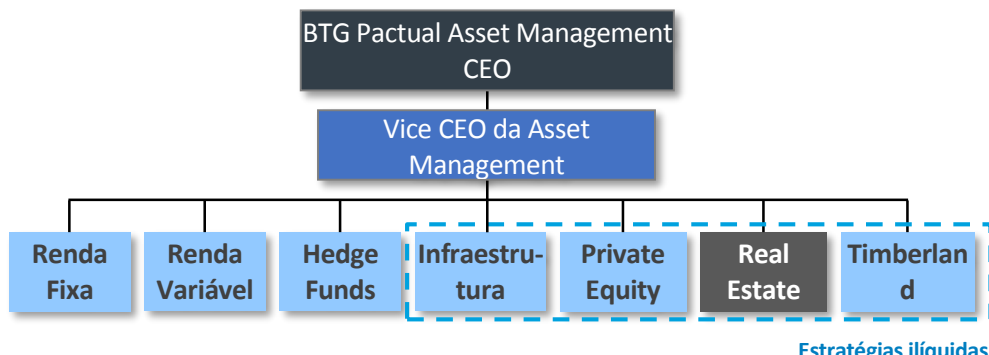 BTG Pactual Asset Management
CEO
Vice CEO da Asset
Management
Renda
Fixa
Renda
Variável
Hedge
Funds
Infraestru-
tura
Private
Equity
Real
Estate
Timberlan
d
Estratégias ilíquidas